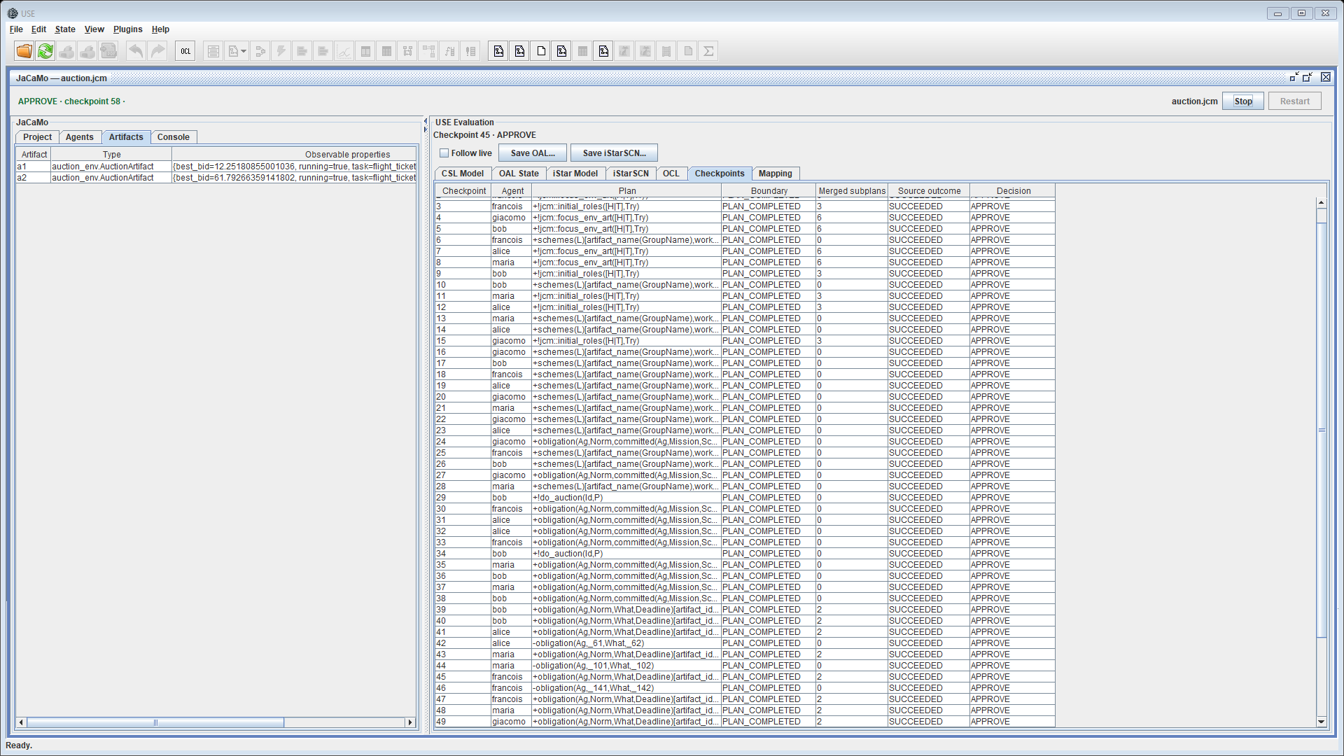 USE
File Edit State View Plugins Help
OCL
JaCaMo — auction.jcm
APPROVE · checkpoint 58 ·
auction.jcm Stop Restart
JaCaMo
Project Agents Artifacts Console
Artifact Type Observable properties
a1 auction_env.AuctionArtifact {best_bid=12.25180855001036, running=true, task=flight_ticket
a2 auction_env.AuctionArtifact {best_bid=61.79266359141802, running=true, task=flight_ticket
USE Evaluation
Checkpoint 45 · APPROVE
Follow live Save OAL... Save iStarSCN...
CSL Model OAL State iStar Model iStarSCN OCL Checkpoints Mapping
Checkpoint Agent Plan Boundary Merged subplans Source outcome Decision
3 francois +!jcm::initial_roles([H|T],Try) PLAN_COMPLETED 3 SUCCEEDED APPROVE
4 giacomo +!jcm::focus_env_art([H|T],Try) PLAN_COMPLETED 6 SUCCEEDED APPROVE
5 bob +!jcm::focus_env_art([H|T],Try) PLAN_COMPLETED 6 SUCCEEDED APPROVE
6 francois +schemes(L)[artifact_name(GroupName),work... PLAN_COMPLETED 0 SUCCEEDED APPROVE
7 alice +!jcm::focus_env_art([H|T],Try) PLAN_COMPLETED 6 SUCCEEDED APPROVE
8 maria +!jcm::focus_env_art([H|T],Try) PLAN_COMPLETED 6 SUCCEEDED APPROVE
9 bob +!jcm::initial_roles([H|T],Try) PLAN_COMPLETED 3 SUCCEEDED APPROVE
10 bob +schemes(L)[artifact_name(GroupName),work... PLAN_COMPLETED 0 SUCCEEDED APPROVE
11 maria +!jcm::initial_roles([H|T],Try) PLAN_COMPLETED 3 SUCCEEDED APPROVE
12 alice +!jcm::initial_roles([H|T],Try) PLAN_COMPLETED 3 SUCCEEDED APPROVE
13 maria +schemes(L)[artifact_name(GroupName),work... PLAN_COMPLETED 0 SUCCEEDED APPROVE
14 alice +schemes(L)[artifact_name(GroupName),work... PLAN_COMPLETED 0 SUCCEEDED APPROVE
15 giacomo +!jcm::initial_roles([H|T],Try) PLAN_COMPLETED 3 SUCCEEDED APPROVE
16 giacomo +schemes(L)[artifact_name(GroupName),work... PLAN_COMPLETED 0 SUCCEEDED APPROVE
17 bob +schemes(L)[artifact_name(GroupName),work... PLAN_COMPLETED 0 SUCCEEDED APPROVE
18 francois +schemes(L)[artifact_name(GroupName),work... PLAN_COMPLETED 0 SUCCEEDED APPROVE
19 alice +schemes(L)[artifact_name(GroupName),work... PLAN_COMPLETED 0 SUCCEEDED APPROVE
20 giacomo +schemes(L)[artifact_name(GroupName),work... PLAN_COMPLETED 0 SUCCEEDED APPROVE
21 maria +schemes(L)[artifact_name(GroupName),work... PLAN_COMPLETED 0 SUCCEEDED APPROVE
22 giacomo +schemes(L)[artifact_name(GroupName),work... PLAN_COMPLETED 0 SUCCEEDED APPROVE
23 alice +schemes(L)[artifact_name(GroupName),work... PLAN_COMPLETED 0 SUCCEEDED APPROVE
24 giacomo +obligation(Ag,Norm,committed(Ag,Mission,Sc... PLAN_COMPLETED 0 SUCCEEDED APPROVE
25 francois +schemes(L)[artifact_name(GroupName),work... PLAN_COMPLETED 0 SUCCEEDED APPROVE
26 bob +schemes(L)[artifact_name(GroupName),work... PLAN_COMPLETED 0 SUCCEEDED APPROVE
27 giacomo +obligation(Ag,Norm,committed(Ag,Mission,Sc... PLAN_COMPLETED 0 SUCCEEDED APPROVE
28 maria +schemes(L)[artifact_name(GroupName),work... PLAN_COMPLETED 0 SUCCEEDED APPROVE
29 bob +!do_auction(Id,P) PLAN_COMPLETED 0 SUCCEEDED APPROVE
30 francois +obligation(Ag,Norm,committed(Ag,Mission,Sc... PLAN_COMPLETED 0 SUCCEEDED APPROVE
31 alice +obligation(Ag,Norm,committed(Ag,Mission,Sc... PLAN_COMPLETED 0 SUCCEEDED APPROVE
32 alice +obligation(Ag,Norm,committed(Ag,Mission,Sc... PLAN_COMPLETED 0 SUCCEEDED APPROVE
33 francois +obligation(Ag,Norm,committed(Ag,Mission,Sc... PLAN_COMPLETED 0 SUCCEEDED APPROVE
34 bob +!do_auction(Id,P) PLAN_COMPLETED 0 SUCCEEDED APPROVE
35 maria +obligation(Ag,Norm,committed(Ag,Mission,Sc... PLAN_COMPLETED 0 SUCCEEDED APPROVE
36 bob +obligation(Ag,Norm,committed(Ag,Mission,Sc... PLAN_COMPLETED 0 SUCCEEDED APPROVE
37 maria +obligation(Ag,Norm,committed(Ag,Mission,Sc... PLAN_COMPLETED 0 SUCCEEDED APPROVE
38 bob +obligation(Ag,Norm,committed(Ag,Mission,Sc... PLAN_COMPLETED 0 SUCCEEDED APPROVE
39 bob +obligation(Ag,Norm,What,Deadline)[artifact_id... PLAN_COMPLETED 2 SUCCEEDED APPROVE
40 bob +obligation(Ag,Norm,What,Deadline)[artifact_id... PLAN_COMPLETED 2 SUCCEEDED APPROVE
41 alice +obligation(Ag,Norm,What,Deadline)[artifact_id... PLAN_COMPLETED 2 SUCCEEDED APPROVE
42 alice -obligation(Ag,_61,What,_62) PLAN_COMPLETED 0 SUCCEEDED APPROVE
43 maria +obligation(Ag,Norm,What,Deadline)[artifact_id... PLAN_COMPLETED 2 SUCCEEDED APPROVE
44 maria -obligation(Ag,_101,What,_102) PLAN_COMPLETED 0 SUCCEEDED APPROVE
45 francois +obligation(Ag,Norm,What,Deadline)[artifact_id... PLAN_COMPLETED 2 SUCCEEDED APPROVE
46 francois -obligation(Ag,_141,What,_142) PLAN_COMPLETED 0 SUCCEEDED APPROVE
47 francois +obligation(Ag,Norm,What,Deadline)[artifact_id... PLAN_COMPLETED 2 SUCCEEDED APPROVE
48 maria +obligation(Ag,Norm,What,Deadline)[artifact_id... PLAN_COMPLETED 2 SUCCEEDED APPROVE
49 giacomo +obligation(Ag,Norm,What,Deadline)[artifact_id... PLAN_COMPLETED 2 SUCCEEDED APPROVE
Ready.